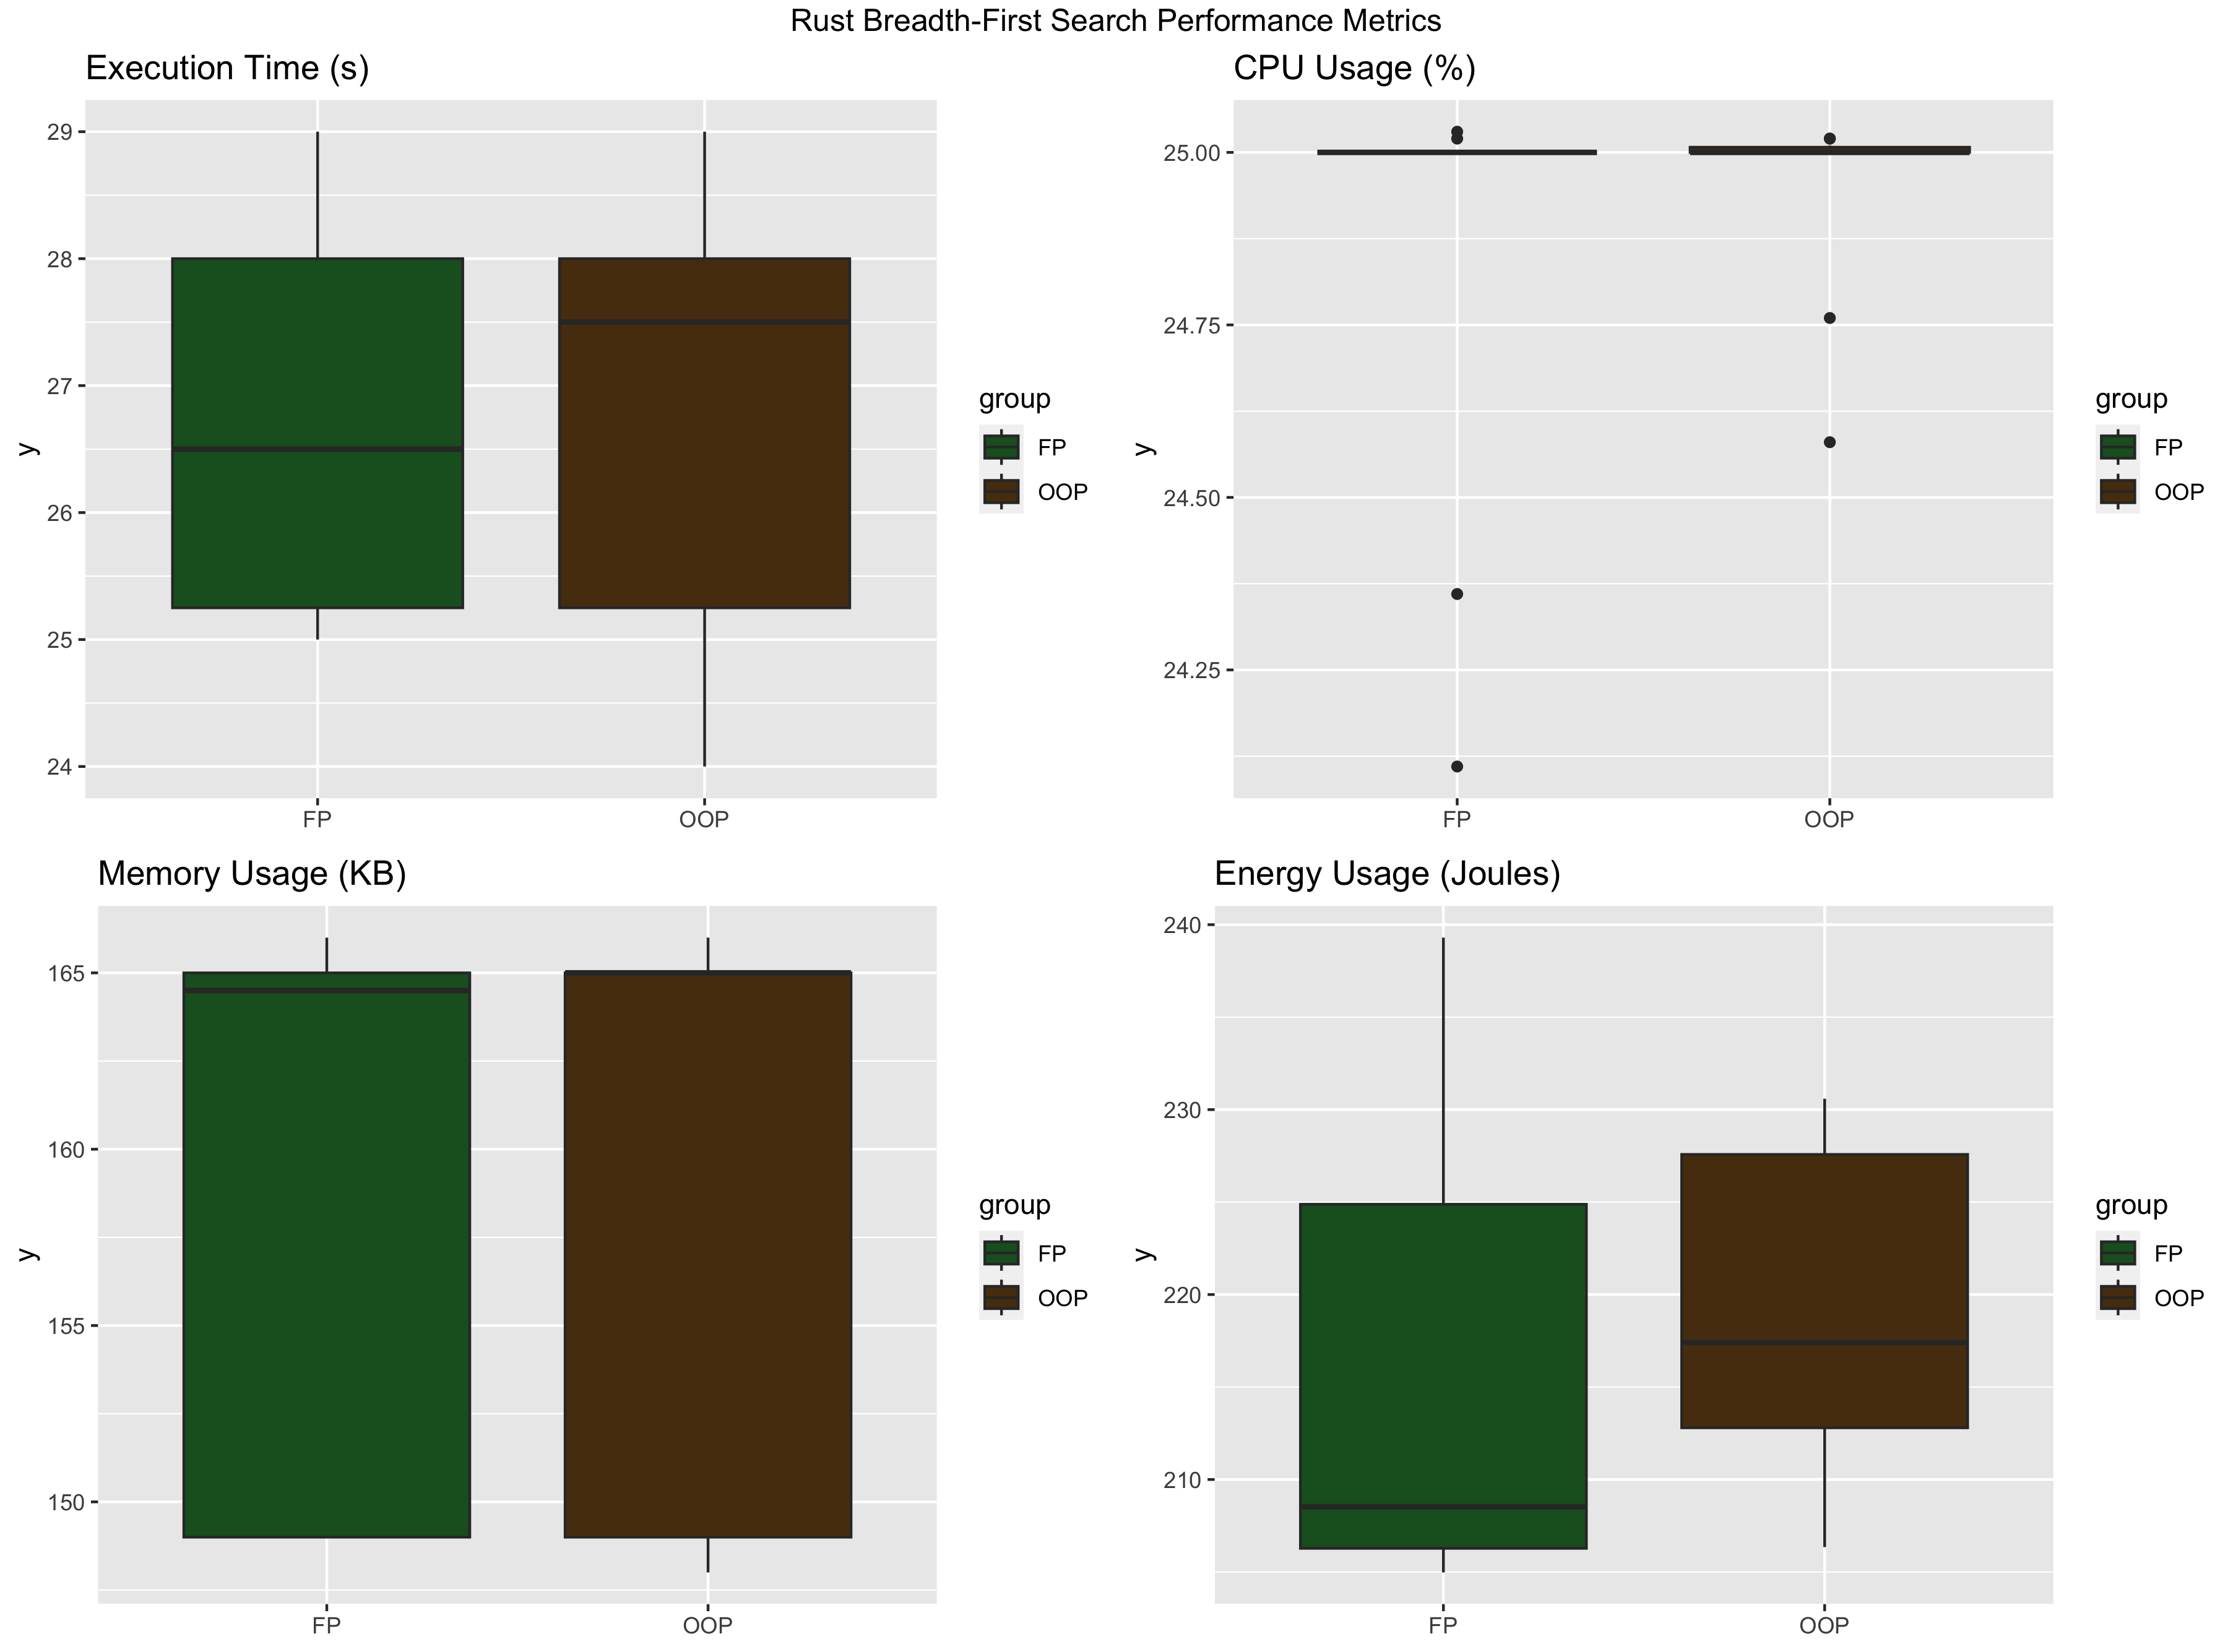 Rust Breadth-First Search Performance Metrics
Execution Time (s)
y
29
28
27
26
25
24
FP
OOP
group
FP
OOP
CPU Usage (%)
y
25.00
24.75
24.50
24.25
FP
OOP
group
FP
OOP
Memory Usage (KB)
y
165
160
155
150
FP
OOP
group
FP
OOP
Energy Usage (Joules)
y
240
230
220
210
FP
OOP
group
FP
OOP